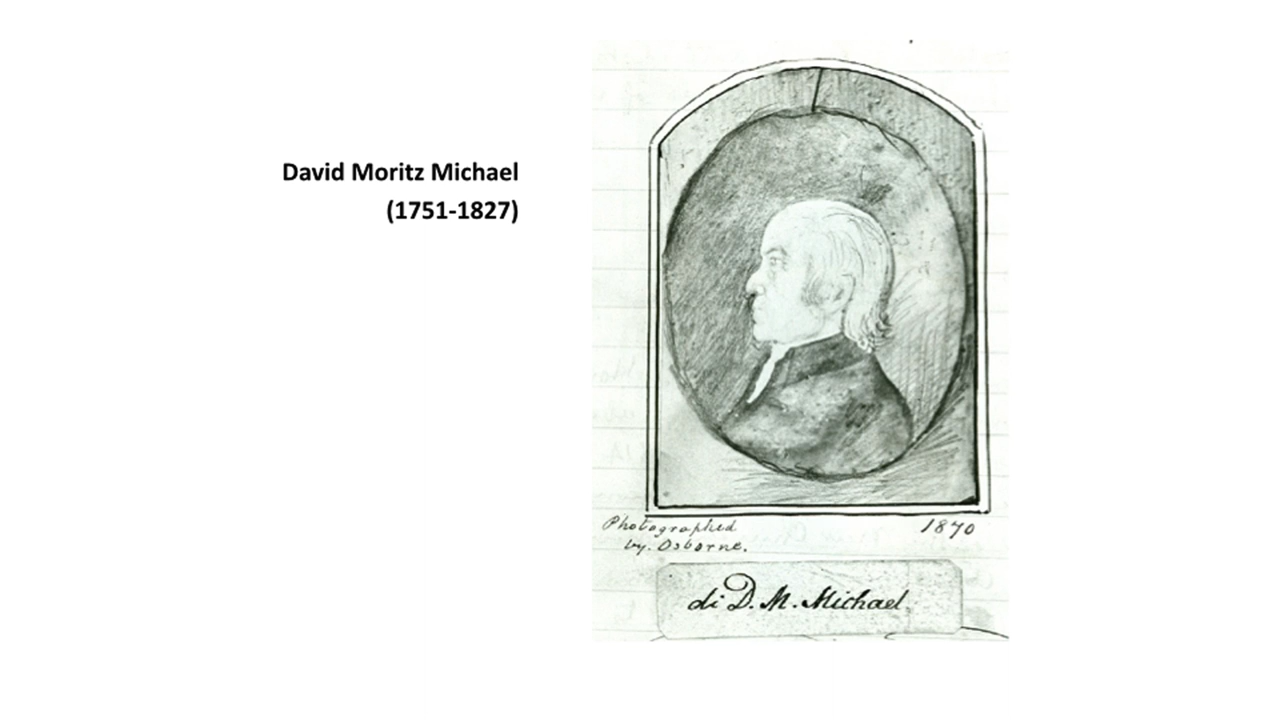 David Moritz Michael
(1751-1827)
Photographed
by. Osborne.
1870
di D. M. Michael